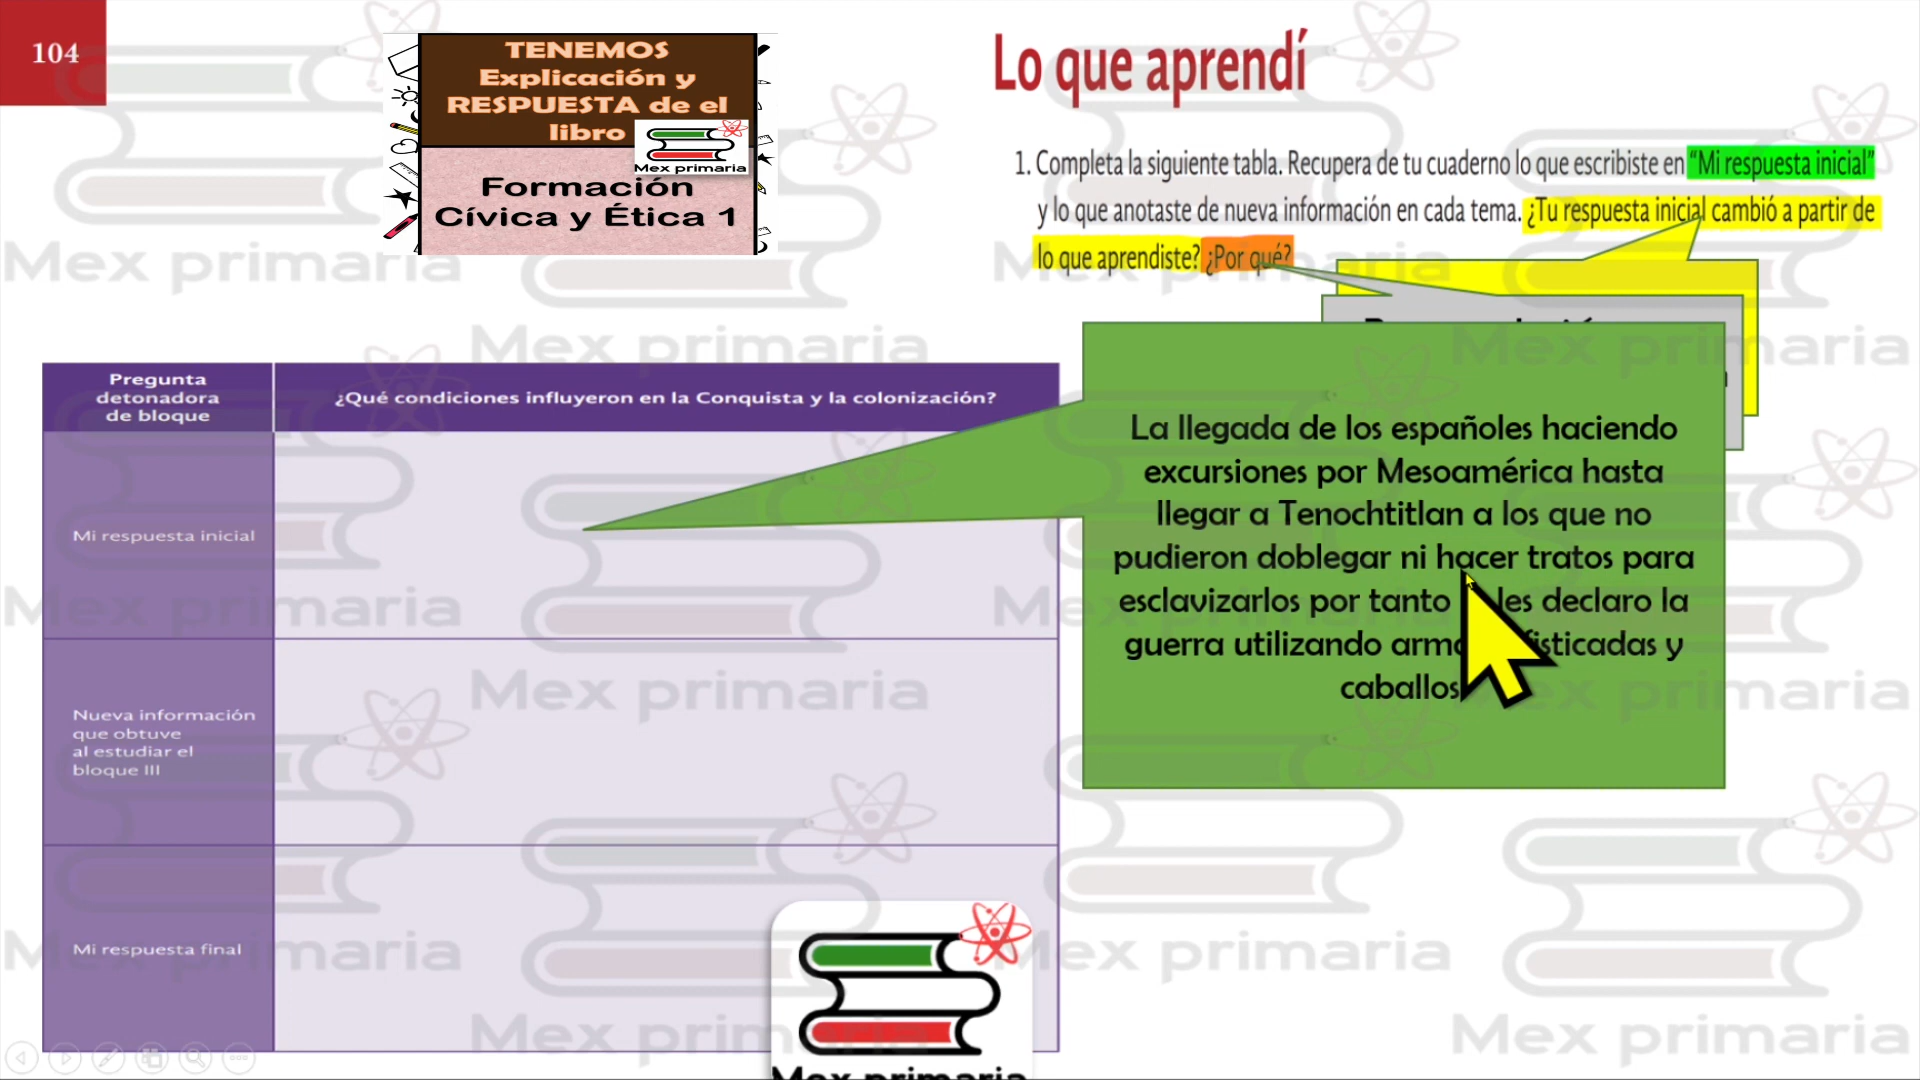 104
TENEMOS
Explicación y
RESPUESTA de el
libro
Mex primaria
Formación
Cívica y Ética 1
Lo que aprendí
1. Completa la siguiente tabla. Recupera de tu cuaderno lo que escribiste en “Mi respuesta inicial”
y lo que anotaste de nueva información en cada tema. ¿Tu respuesta inicial cambió a partir de
lo que aprendiste? ¿Por qué?
Pregunta
detonadora
de bloque
¿Qué condiciones influyeron en la Conquista y la colonización?
Mi respuesta inicial
Nueva información
que obtuve
al estudiar el
bloque III
Mi respuesta final
La llegada de los españoles haciendo
excursiones por Mesoamérica hasta
llegar a Tenochtitlan a los que no
pudieron doblegar ni hacer tratos para
esclavizarlos por tanto les declaro la
guerra utilizando
y
caballos
Mex primaria